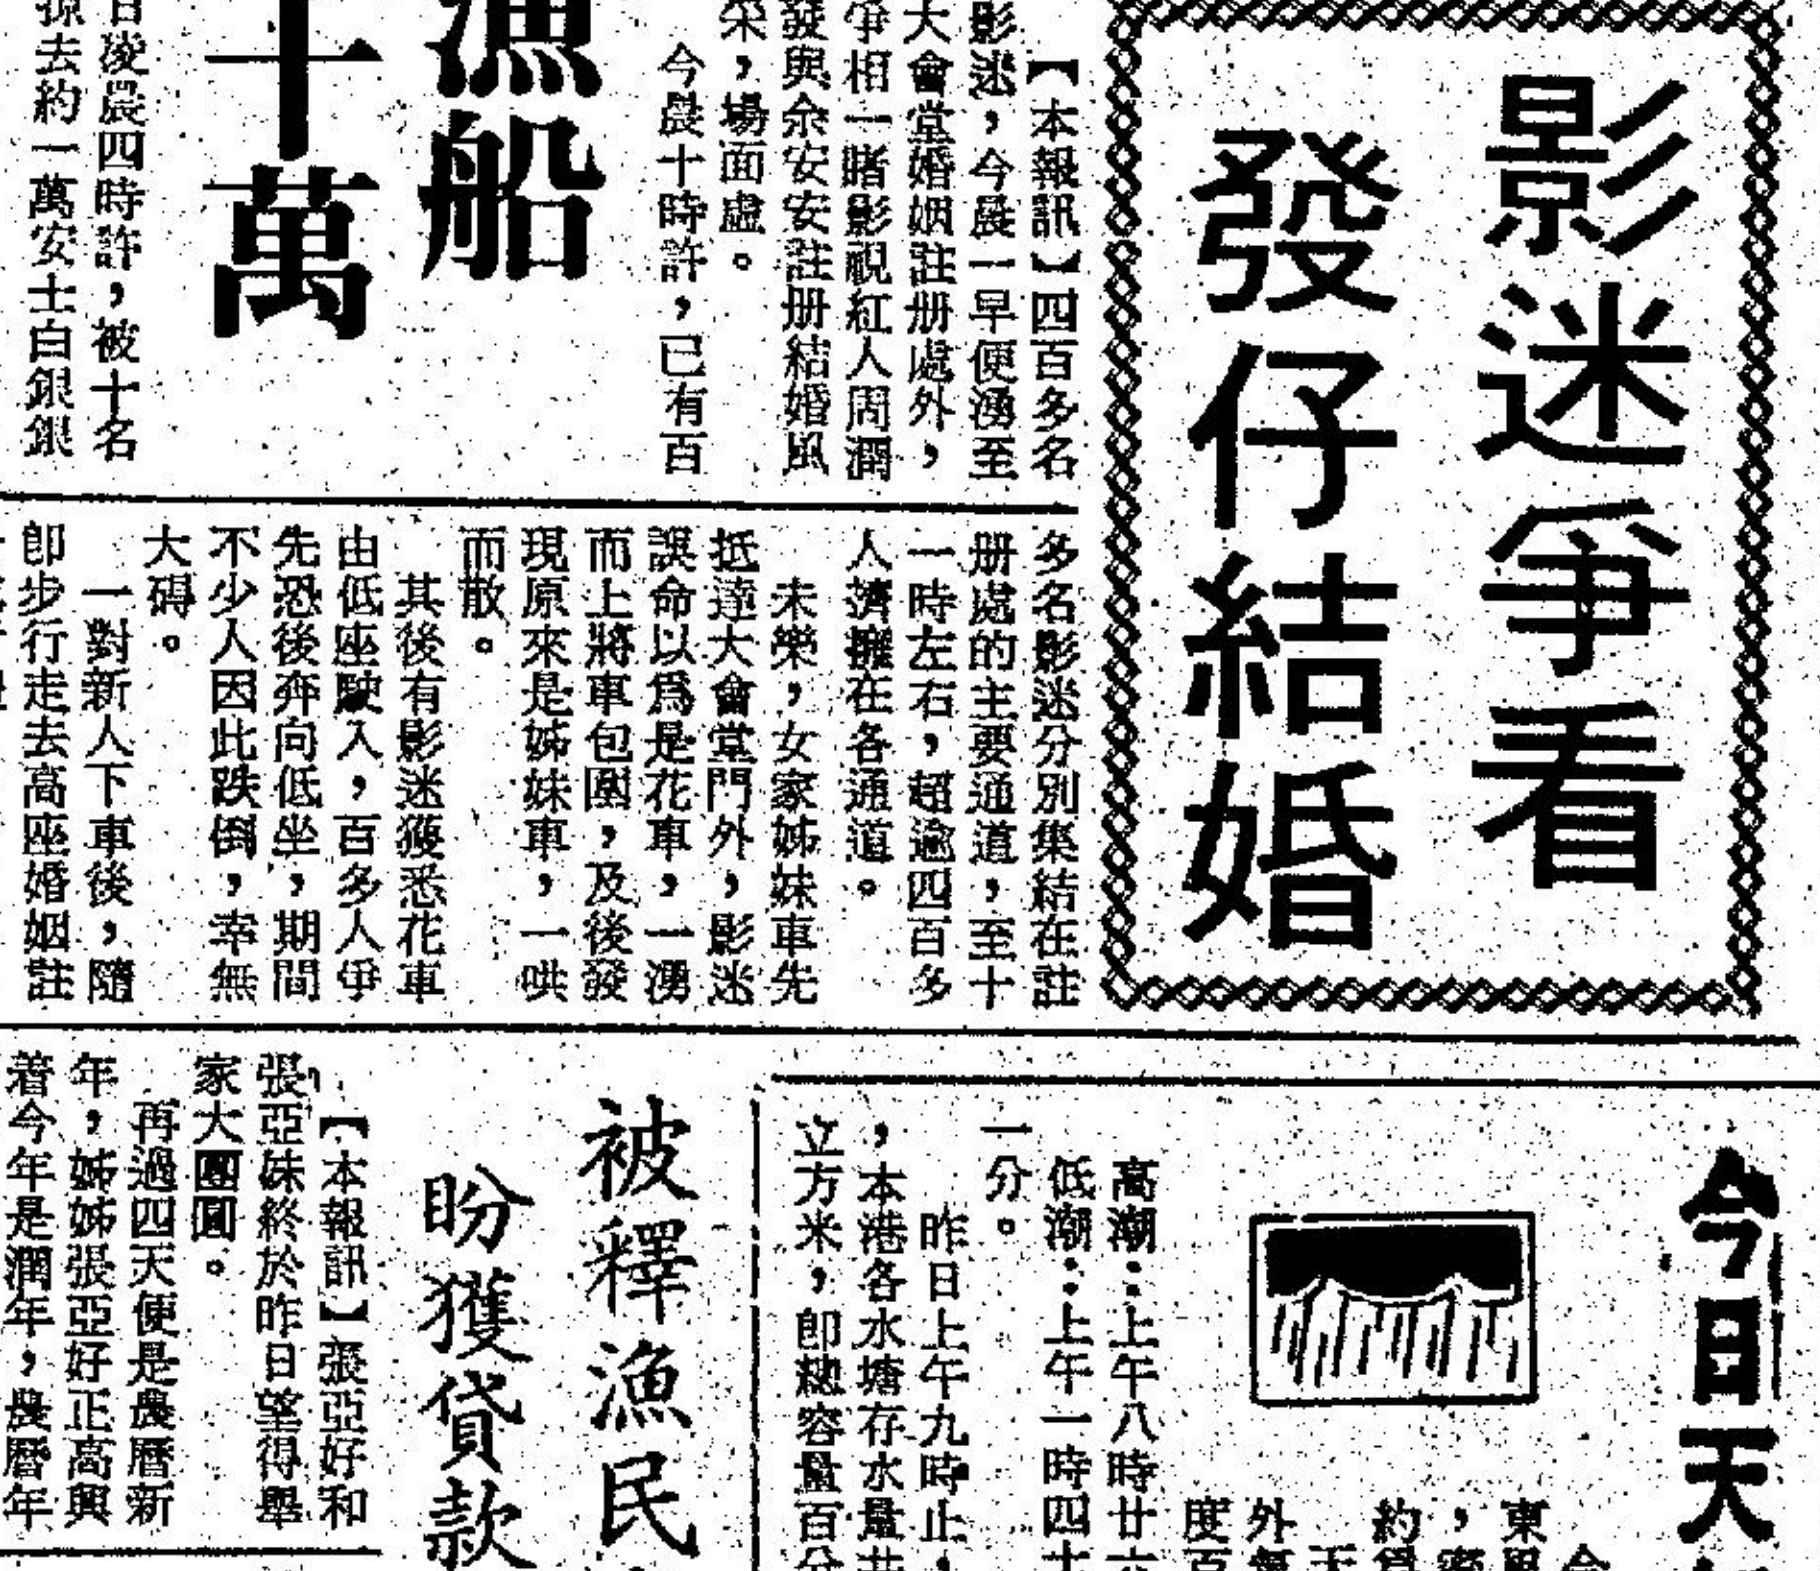 影迷爭看
發仔結婚
【本報訊】四百多名
影迷，今晨一早便湧至
大會堂婚姻註册處外，
爭相一睹影視紅人周潤
發與余安安註册結婚風
采，場面墟。
今晨十時許，已有百
多名影迷分別集結在註
册處的主要通道，至十
一時左右，超逾四百多
人擠擁在各通道。
未樂，女家姊妹車先
抵達大會堂門外，影迷
誤命以爲是花車，一湧
而上將車包圍，及後發
現原來是姊妹車，一哄
而散。
其後有影迷獲悉花車
由低座駛入，百多人爭
先恐後奔向低坐，期間
不少人因此跌倒，幸無
大碍。
一對新人下車後，隨
即步行走去高座婚姻註
漁船
十萬
日凌晨四時許，被十名
掠去約一萬安士白銀銀
今日天
高潮：上午八時廿六
低潮：上午一時四十
一分。
昨日上午九時止，
，本港各水塘存水量共
立方米，即總容量百分
被釋漁民
盼獲貸款
【本報訊】張亞好和
張亞妹終於昨日望得舉
家大團圓。
再過四天便是農曆新
年，姊姊張亞好正高興
着今年是潤年，農曆年